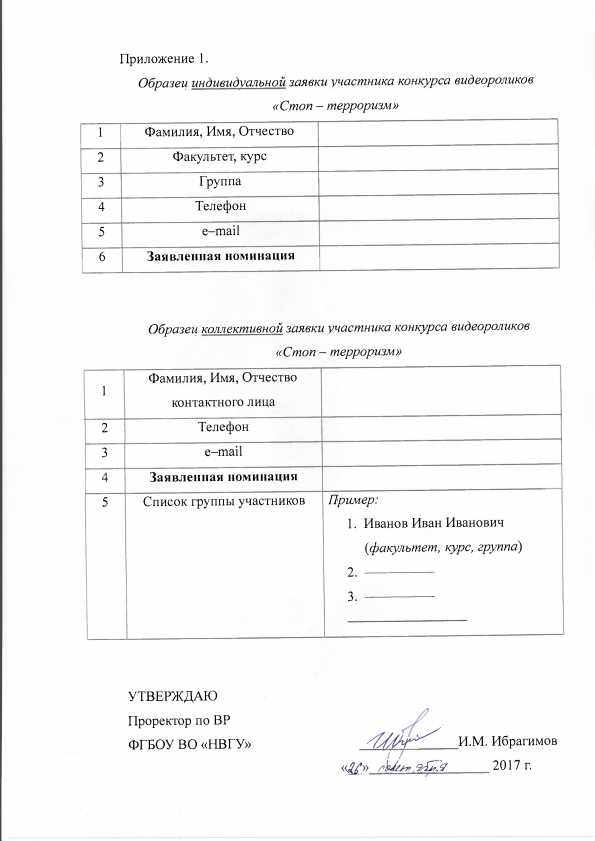 Приложение 1.
Образец индивидуальной заявки участника конкурса видеороликов
«Стоп – терроризм»
1 Фамилия, Имя, Отчество
2 Факультет, курс
3 Группа
4 Телефон
5 e–mail
6 Заявленная номинация
Образец коллективной заявки участника конкурса видеороликов
«Стоп – терроризм»
1 Фамилия, Имя, Отчество
контактного лица
2 Телефон
3 e–mail
4 Заявленная номинация
5 Список группы участников Пример:
1. Иванов Иван Иванович
(факультет, курс, группа)
2.
3.
УТВЕРЖДАЮ
Проректор по ВР
ФГБОУ ВО «НВГУ» И.М. Ибрагимов
«26» 2017 г.